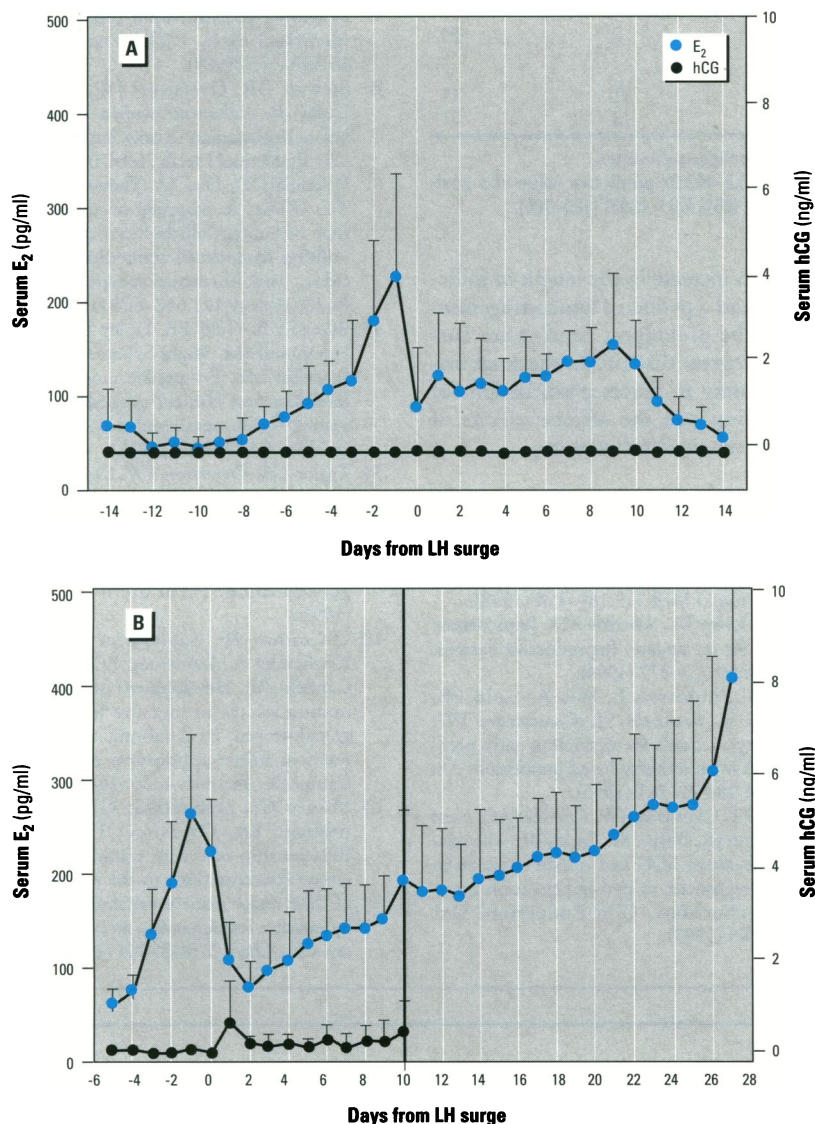 A
E2
hCG
500
400
300
200
100
0
Serum E2 (pg/ml)
10
8
6
4
2
0
Serum hCG (ng/ml)
-14 -12 -10 -8 -6 -4 -2 0 2 4 6 8 10 12 14
Days from LH surge
B
500
400
300
200
100
0
Serum E2 (pg/ml)
10
8
6
4
2
0
Serum hCG (ng/ml)
-6 -4 -2 0 2 4 6 8 10 12 14 16 18 20 22 24 26 28
Days from LH surge